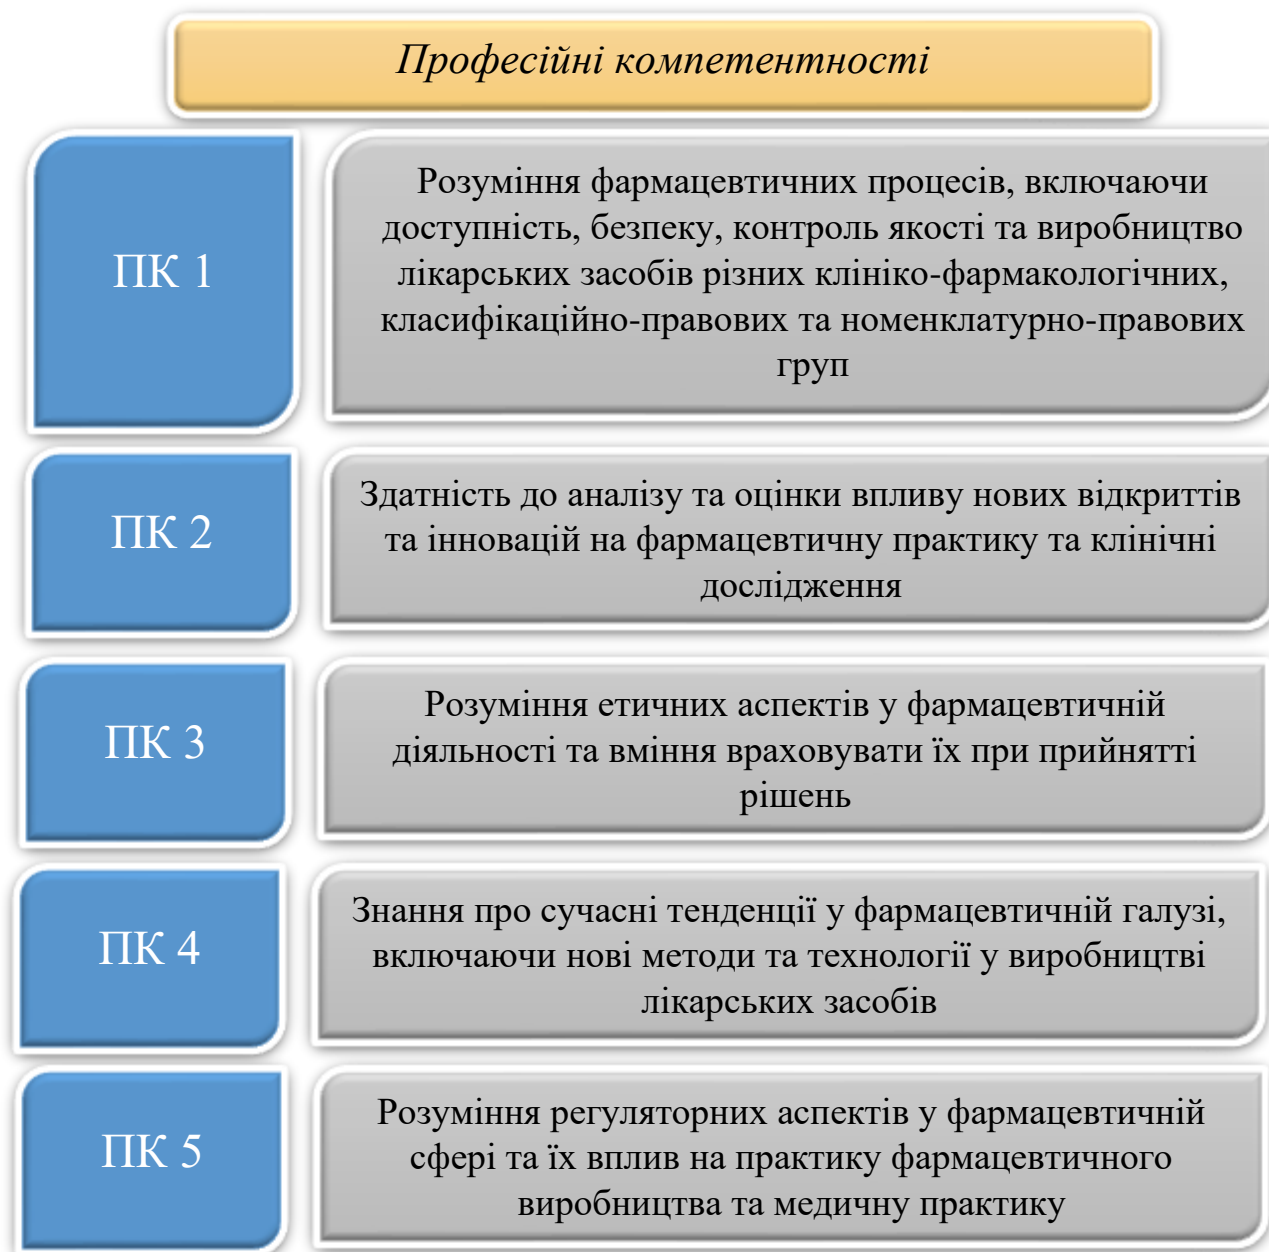 Професійні компетентності
ПК 1
Розуміння фармацевтичних процесів, включаючи
доступність, безпеку, контроль якості та виробництво
лікарських засобів різних клініко-фармакологічних,
класифікаційно-правових та номенклатурно-правових
груп
ПК 2
Здатність до аналізу та оцінки впливу нових відкриттів
та інновацій на фармацевтичну практику та клінічні
дослідження
ПК 3
Розуміння етичних аспектів у фармацевтичній
діяльності та вміння враховувати їх при прийнятті
рішень
ПК 4
Знання про сучасні тенденції у фармацевтичній галузі,
включаючи нові методи та технології у виробництві
лікарських засобів
ПК 5
Розуміння регуляторних аспектів у фармацевтичній
сфері та їх вплив на практику фармацевтичного
виробництва та медичну практику